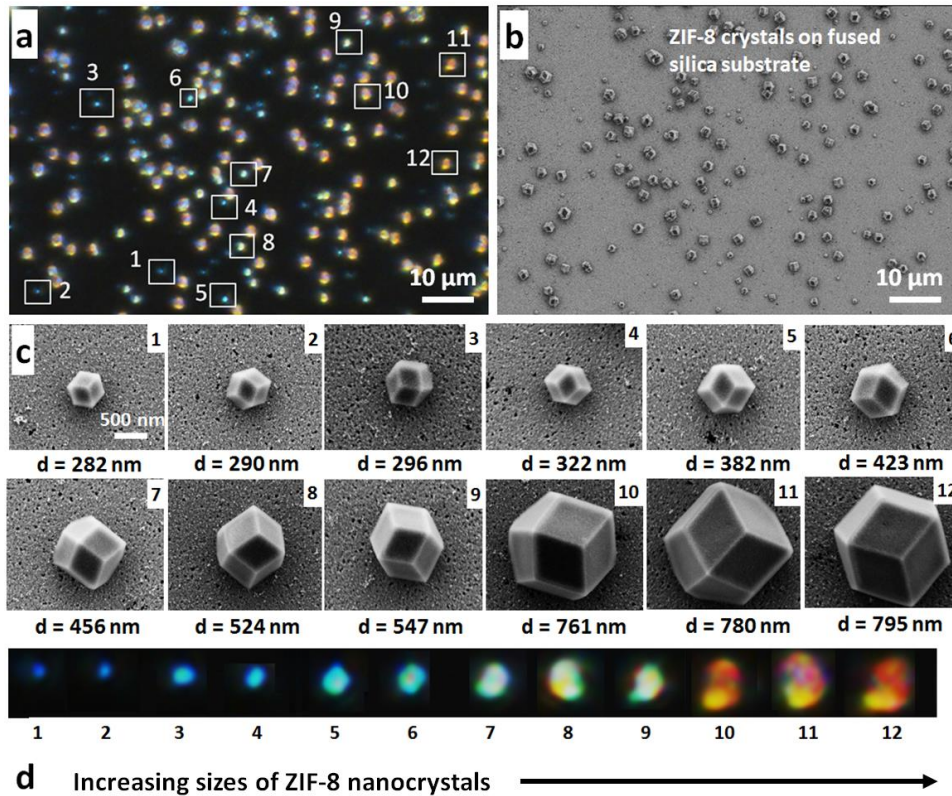 a
9
11
3
6
10
12
7
4
8
1
2
5
10 µm
b
ZIF-8 crystals on fused
silica substrate
10 µm
c
1
2
3
4
5
6
500 nm
d = 282 nm
d = 290 nm
d = 296 nm
d = 322 nm
d = 382 nm
d = 423 nm
7
8
9
10
11
12
d = 456 nm
d = 524 nm
d = 547 nm
d = 761 nm
d = 780 nm
d = 795 nm
1 2 3 4 5 6 7 8 9 10 11 12
d Increasing sizes of ZIF-8 nanocrystals